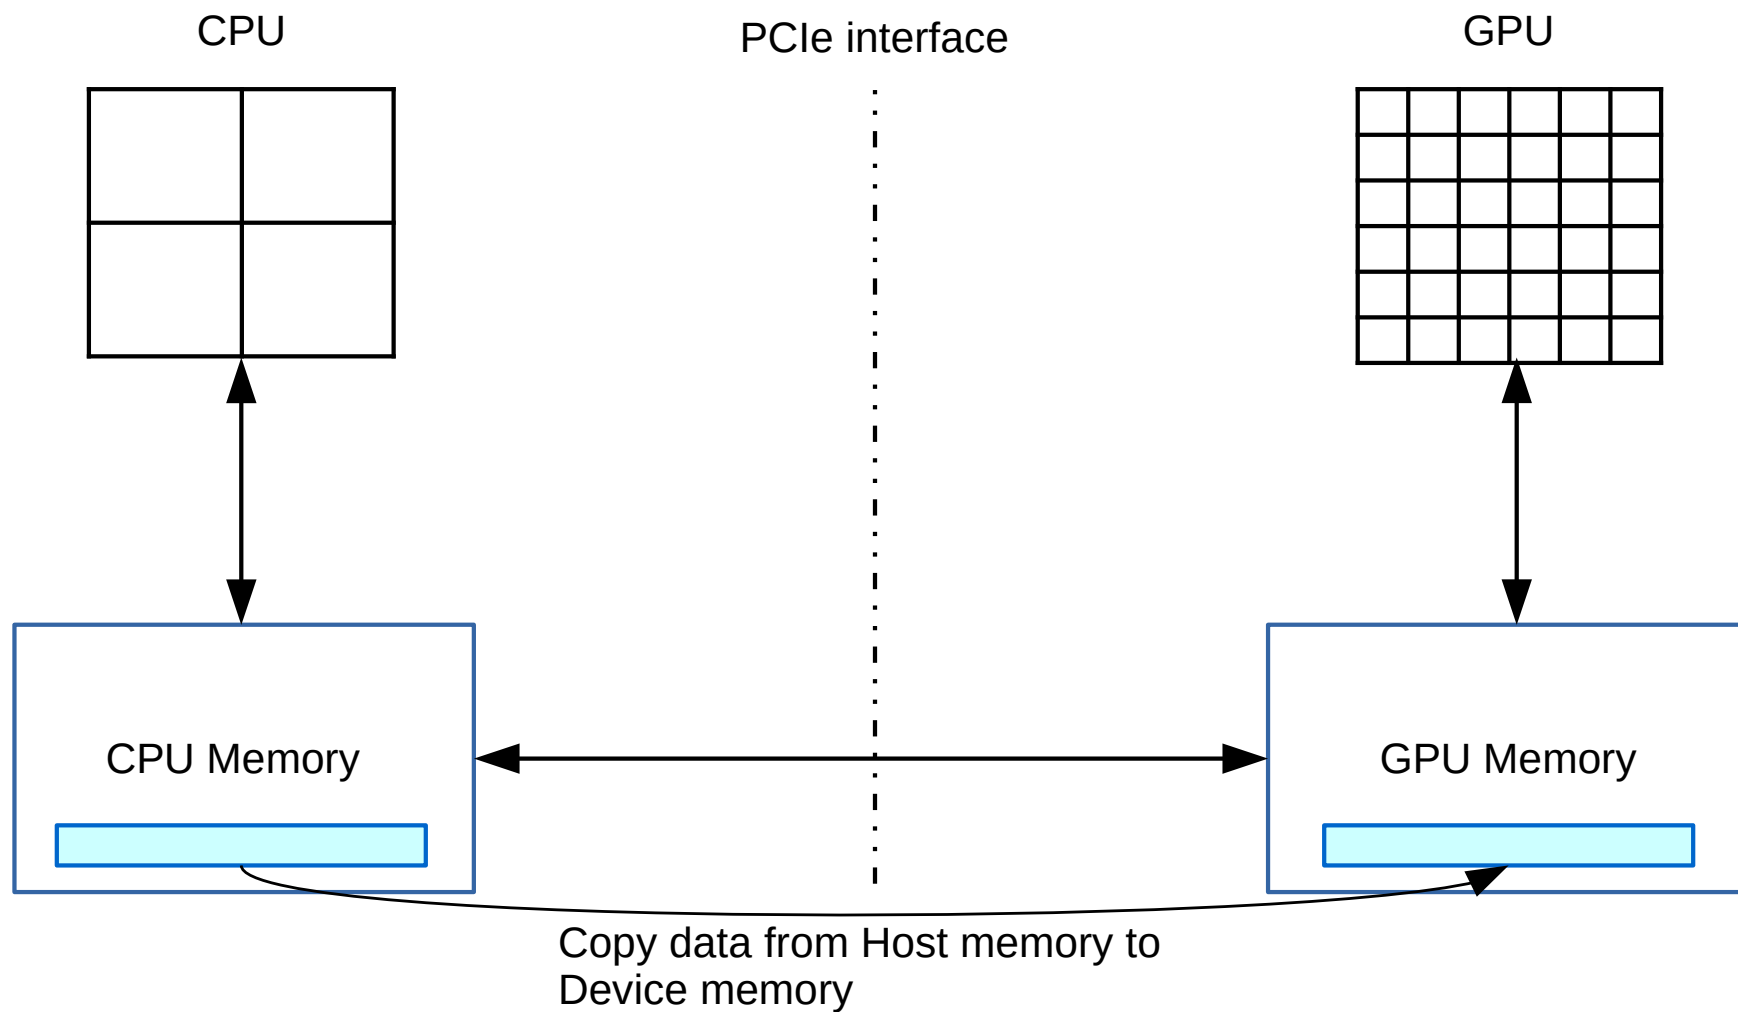 CPU
PCIe interface
GPU
CPU Memory
GPU Memory
Copy data from Host memory to
Device memory